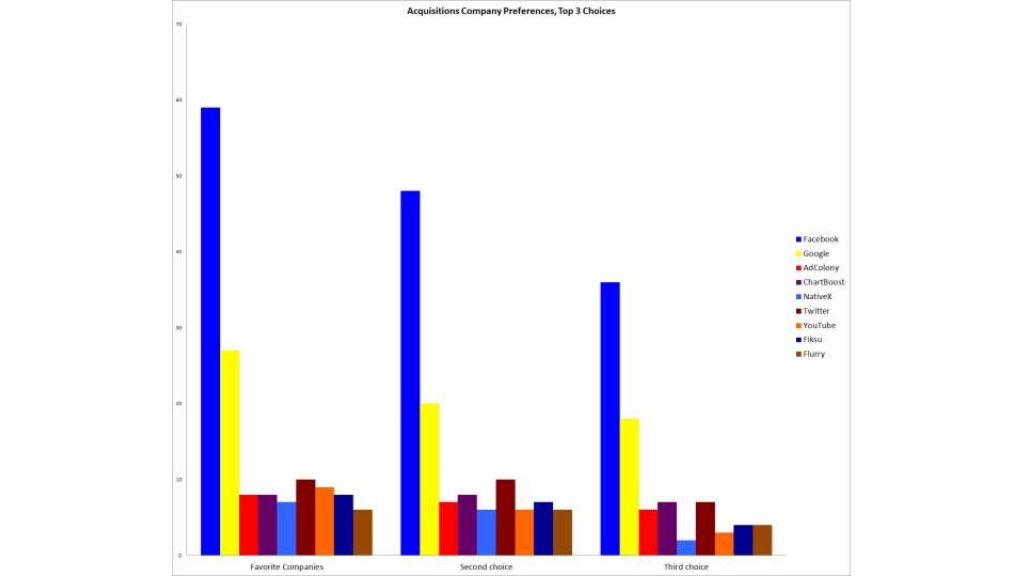 Acquisitions Company Preferences, Top 3 Choices
70
60
50
40
30
20
10
0
Favorite Companies
Second choice
Third choice
Facebook
Google
AdColony
ChartBoost
NativeX
Twitter
YouTube
Fiksu
Flurry